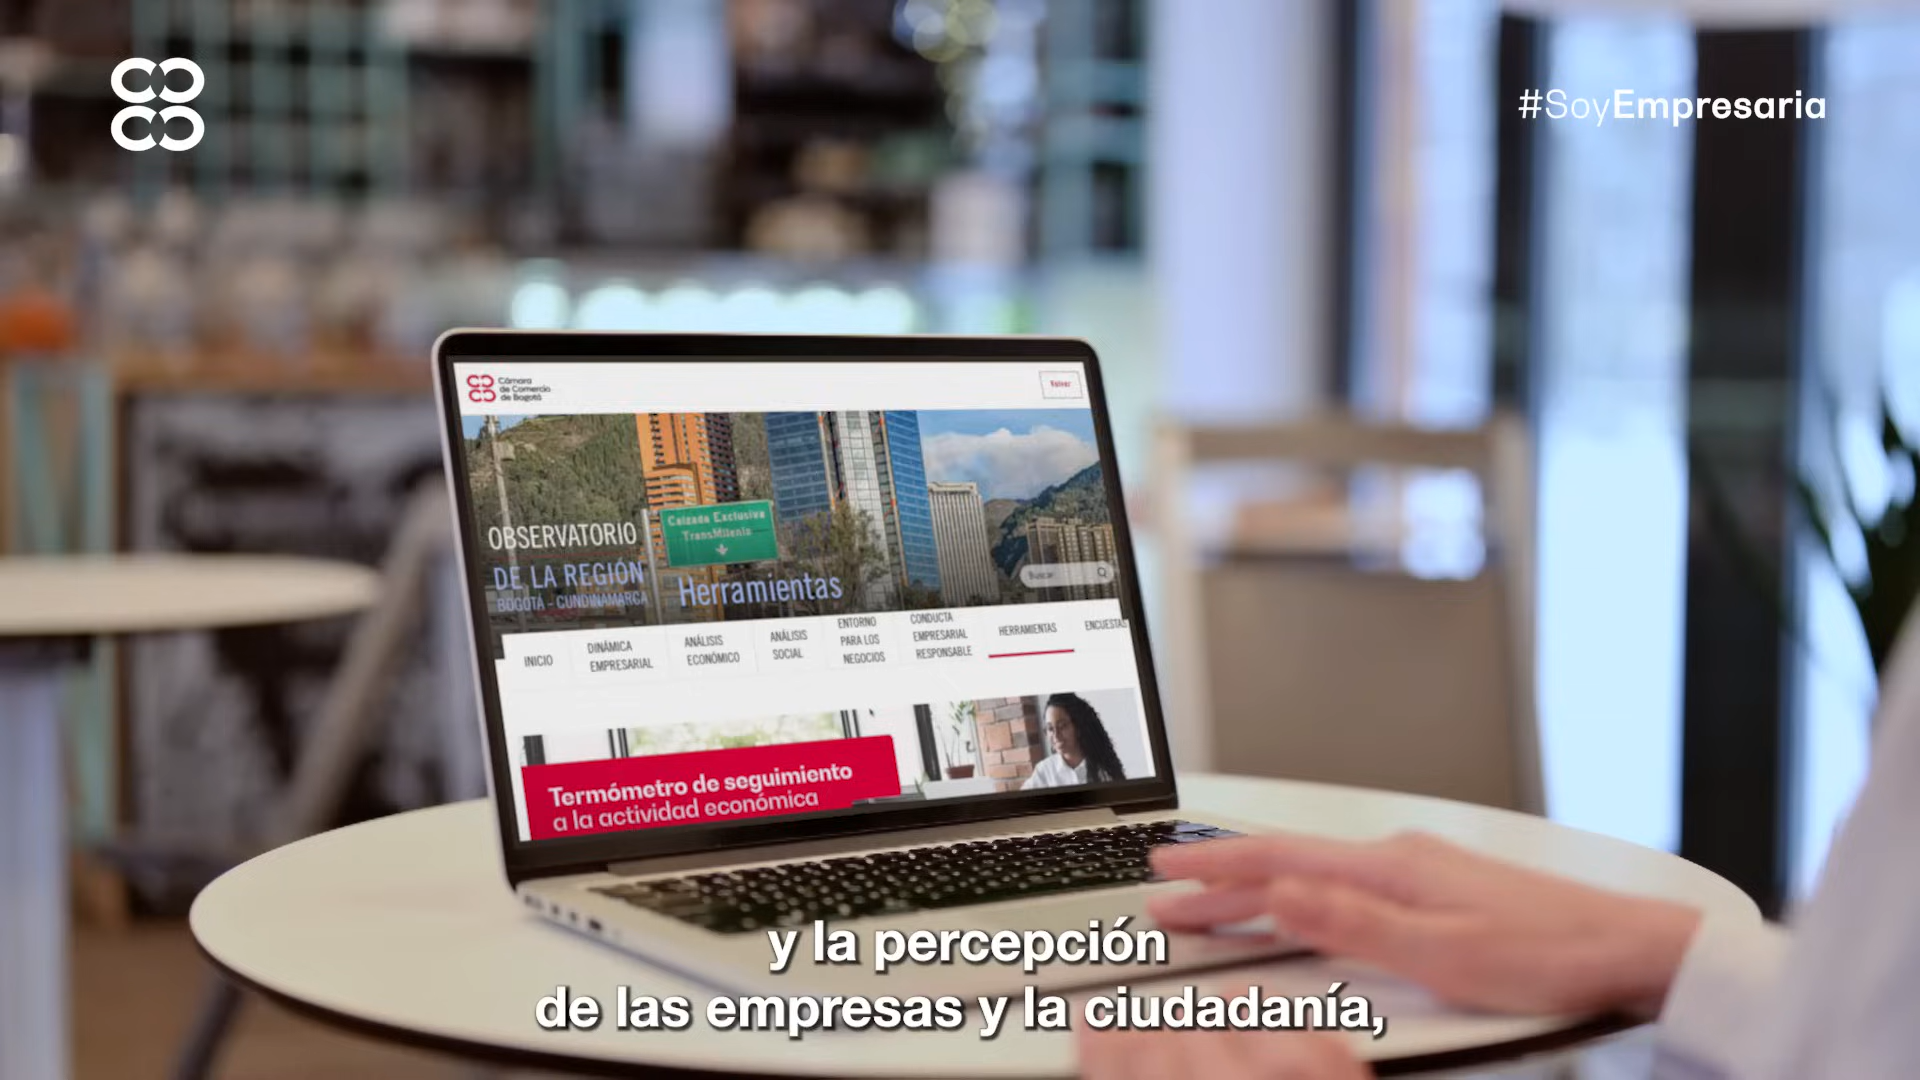 #SoyEmpresaria
Cámara
de Comercio
de Bogotá
Volver
Calzada Exclusiva
TransMilenio
OBSERVATORIO
DE LA REGIÓN
BOGOTÁ - CUNDINAMARCA
Herramientas
Buscar
INICIO
DINÁMICA
EMPRESARIAL
ANÁLISIS
ECONÓMICO
ANÁLISIS
SOCIAL
ENTORNO
PARA LOS
NEGOCIOS
CONDUCTA
EMPRESARIAL
RESPONSABLE
HERRAMIENTAS
ENCUESTAS
Termómetro de seguimiento
a la actividad económica
y la percepción
de las empresas y la ciudadanía,